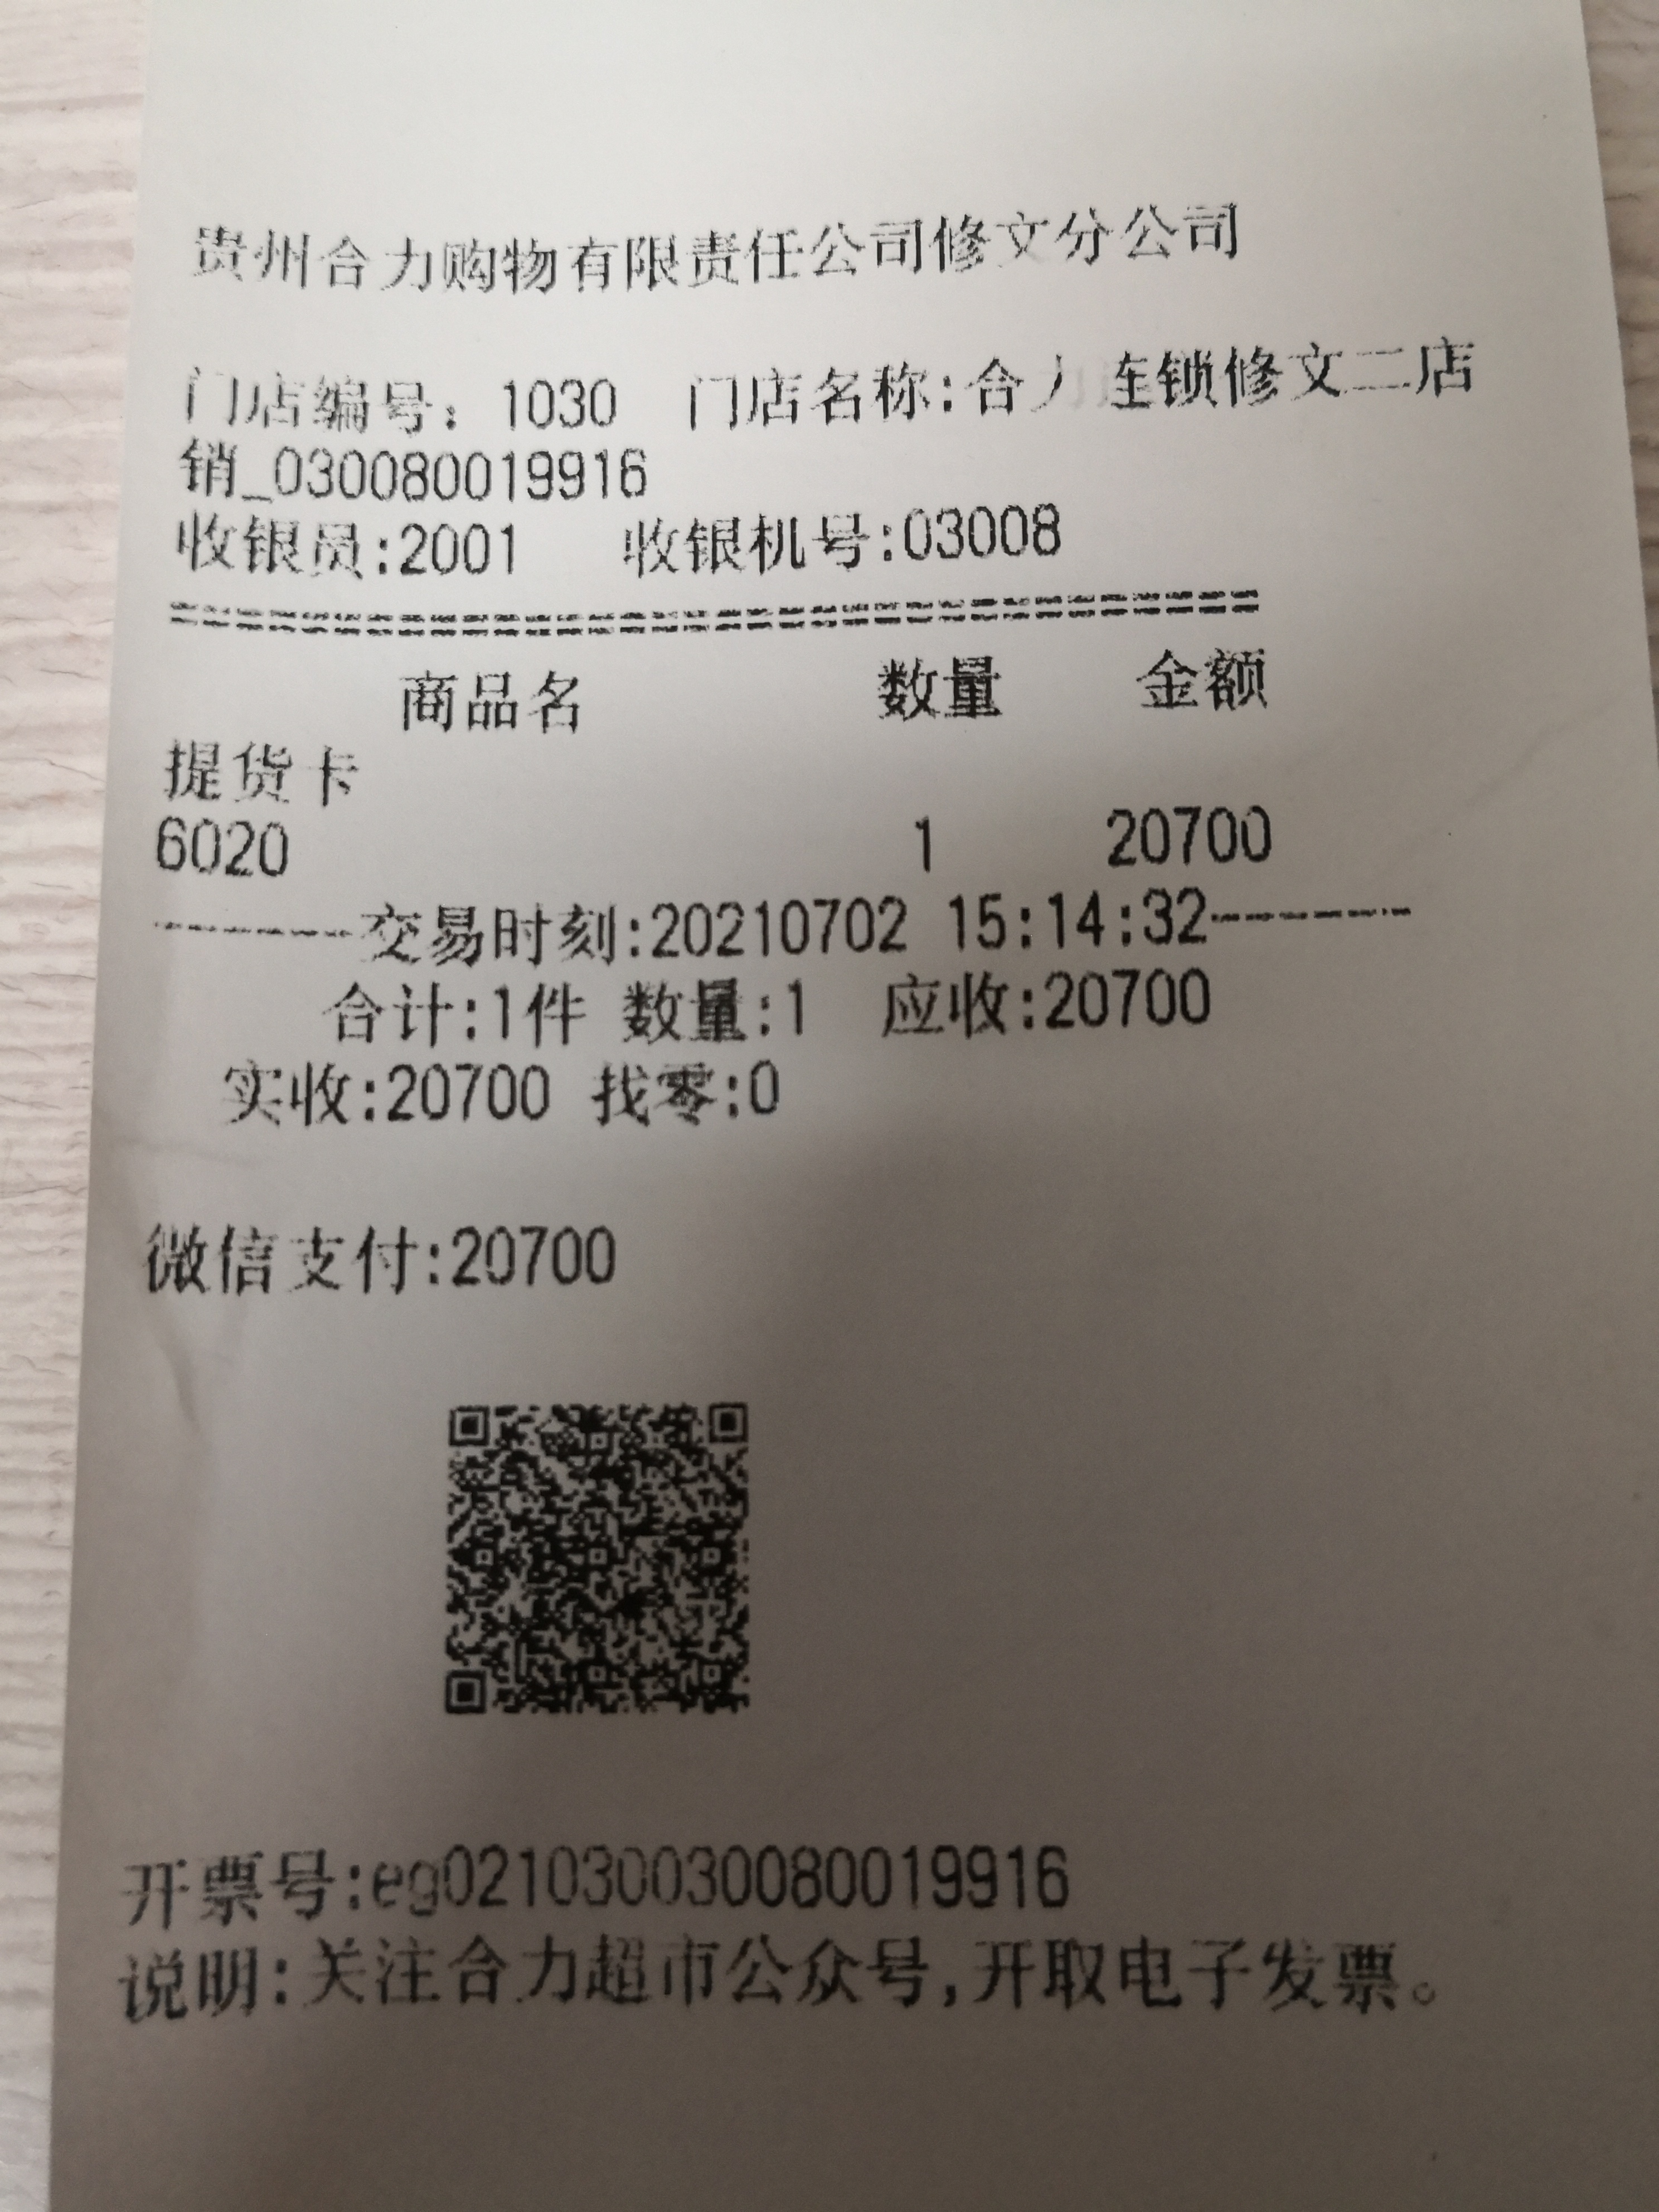 贵州合力购物有限责任公司修文分公司
门店编号：1030 门店名称:合力连锁修文二店
销_030080019916
收银员:2001 收银机号:03008
==================================
商品名 数量 金额
提货卡
6020 1 20700
------交易时刻:20210702 15:14:32------
合计:1件 数量:1 应收:20700
实收:20700 找零:0
微信支付:20700
开票号:eg021030030080019916
说明:关注合力超市公众号,开取电子发票。